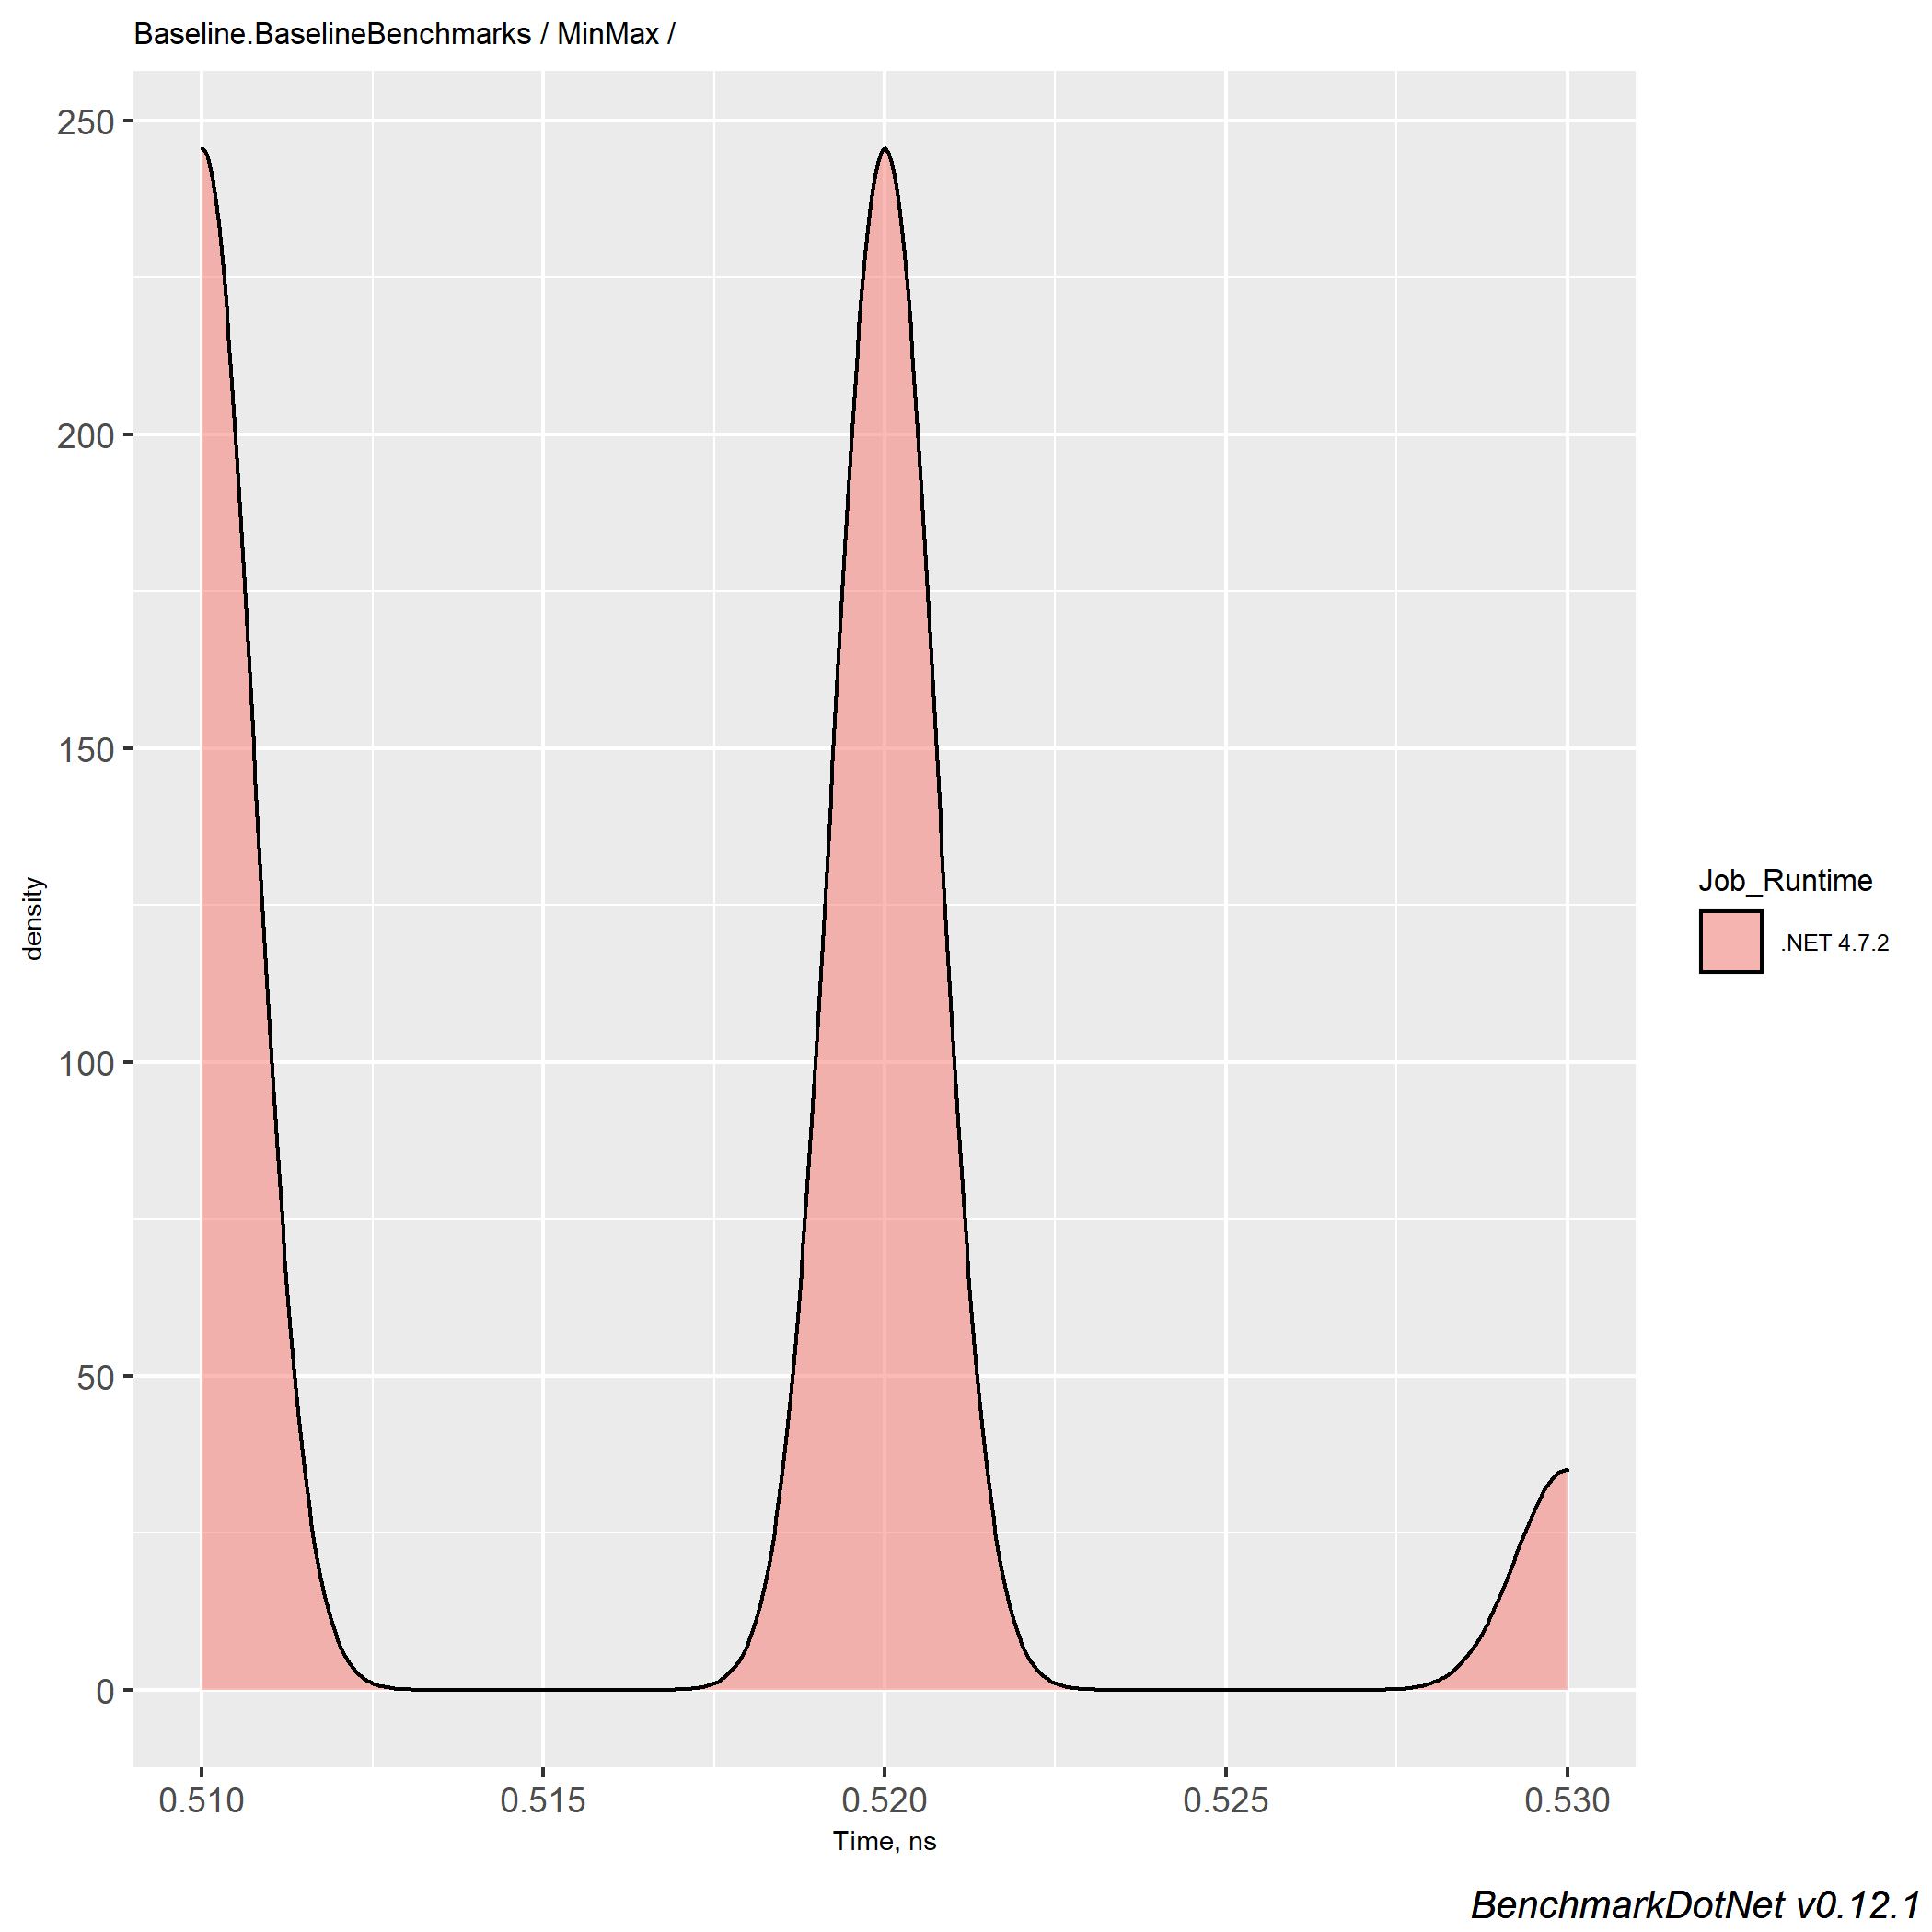 Baseline.BaselineBenchmarks / MinMax /
250
200
150
100
50
0
density
0.510 0.515 0.520 0.525 0.530
Time, ns
Job_Runtime
.NET 4.7.2
BenchmarkDotNet v0.12.1